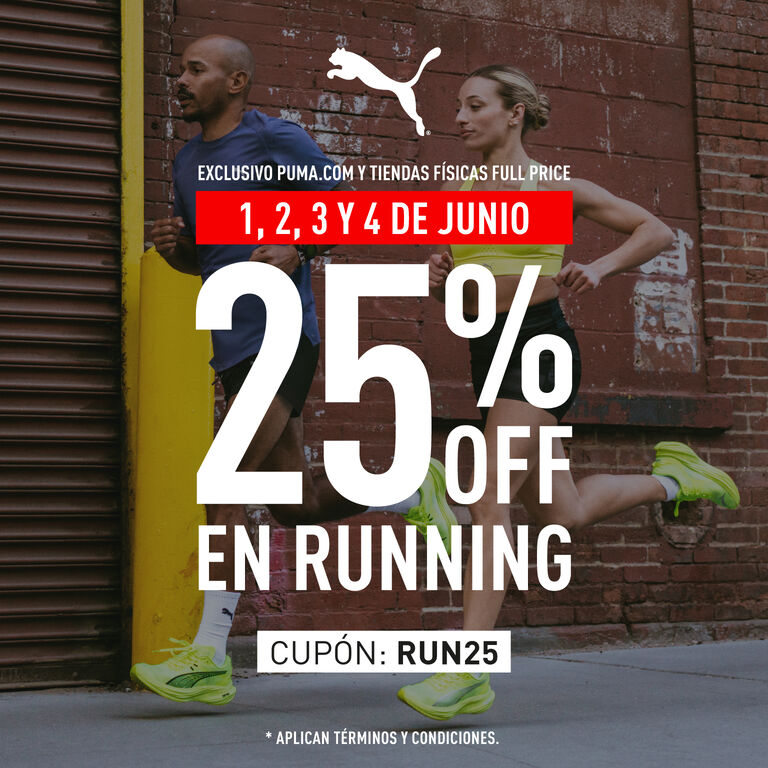 EXCLUSIVO PUMA.COM Y TIENDAS FÍSICAS FULL PRICE
1, 2, 3 Y 4 DE JUNIO
25% OFF
EN RUNNING
CUPÓN: RUN25
* APLICAN TÉRMINOS Y CONDICIONES.